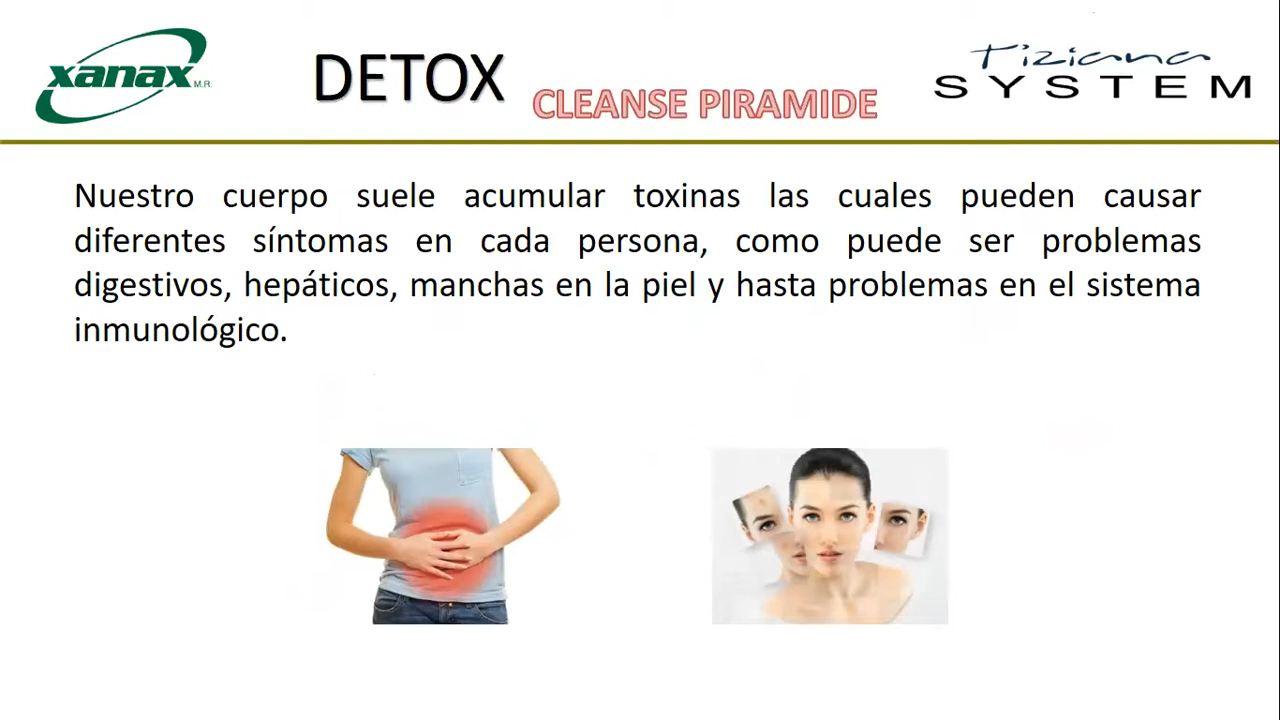 xanax M.R.
DETOX
CLEANSE PIRAMIDE
Tiziana
SYSTEM
Nuestro cuerpo suele acumular toxinas las cuales pueden causar
diferentes síntomas en cada persona, como puede ser problemas
digestivos, hepáticos, manchas en la piel y hasta problemas en el sistema
inmunológico.